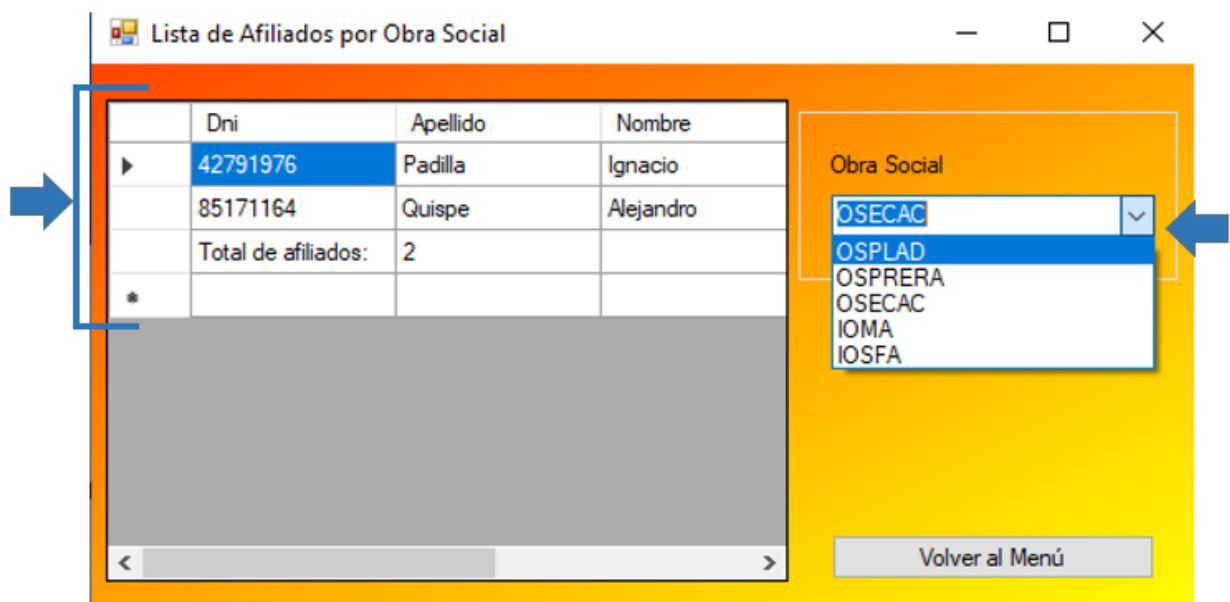 Lista de Afiliados por Obra Social
Dni Apellido Nombre
42791976 Padilla Ignacio
85171164 Quispe Alejandro
Total de afiliados: 2
Obra Social
OSECAC
OSPLAD
OSPRERA
OSECAC
IOMA
IOSFA
Volver al Menú